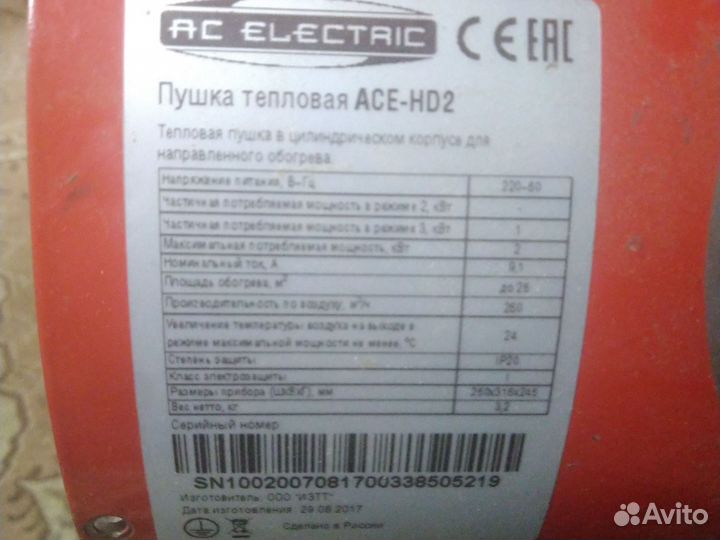 AC ELECTRIC
CE EAC
Пушка тепловая ACE-HD2
Тепловая пушка в цилиндрическом корпусе для
направленного обогрева.
Напряжение питания, В~Гц 220~50
Частичная потребляемая мощность в режиме 2, кВт -
Частичная потребляемая мощность в режиме 3, кВт 1
Максимальная потребляемая мощность, кВт 2
Номинальный ток, А 9,1
Площадь обогрева, м² до 25
Производительность по воздуху, м³/ч 260
Увеличение температуры воздуха на выходе в
режиме максимальной мощности не менее, ºС 24
Степень защиты IP20
Класс электрозащиты I
Размеры прибора (ШхВхГ), мм 260х316х245
Вес нетто, кг 3,2
Серийный номер
SN1002007081700338505219
Изготовитель: ООО "ИЗТТ"
Дата изготовления: 29.08.2017
Сделано в России
Avito